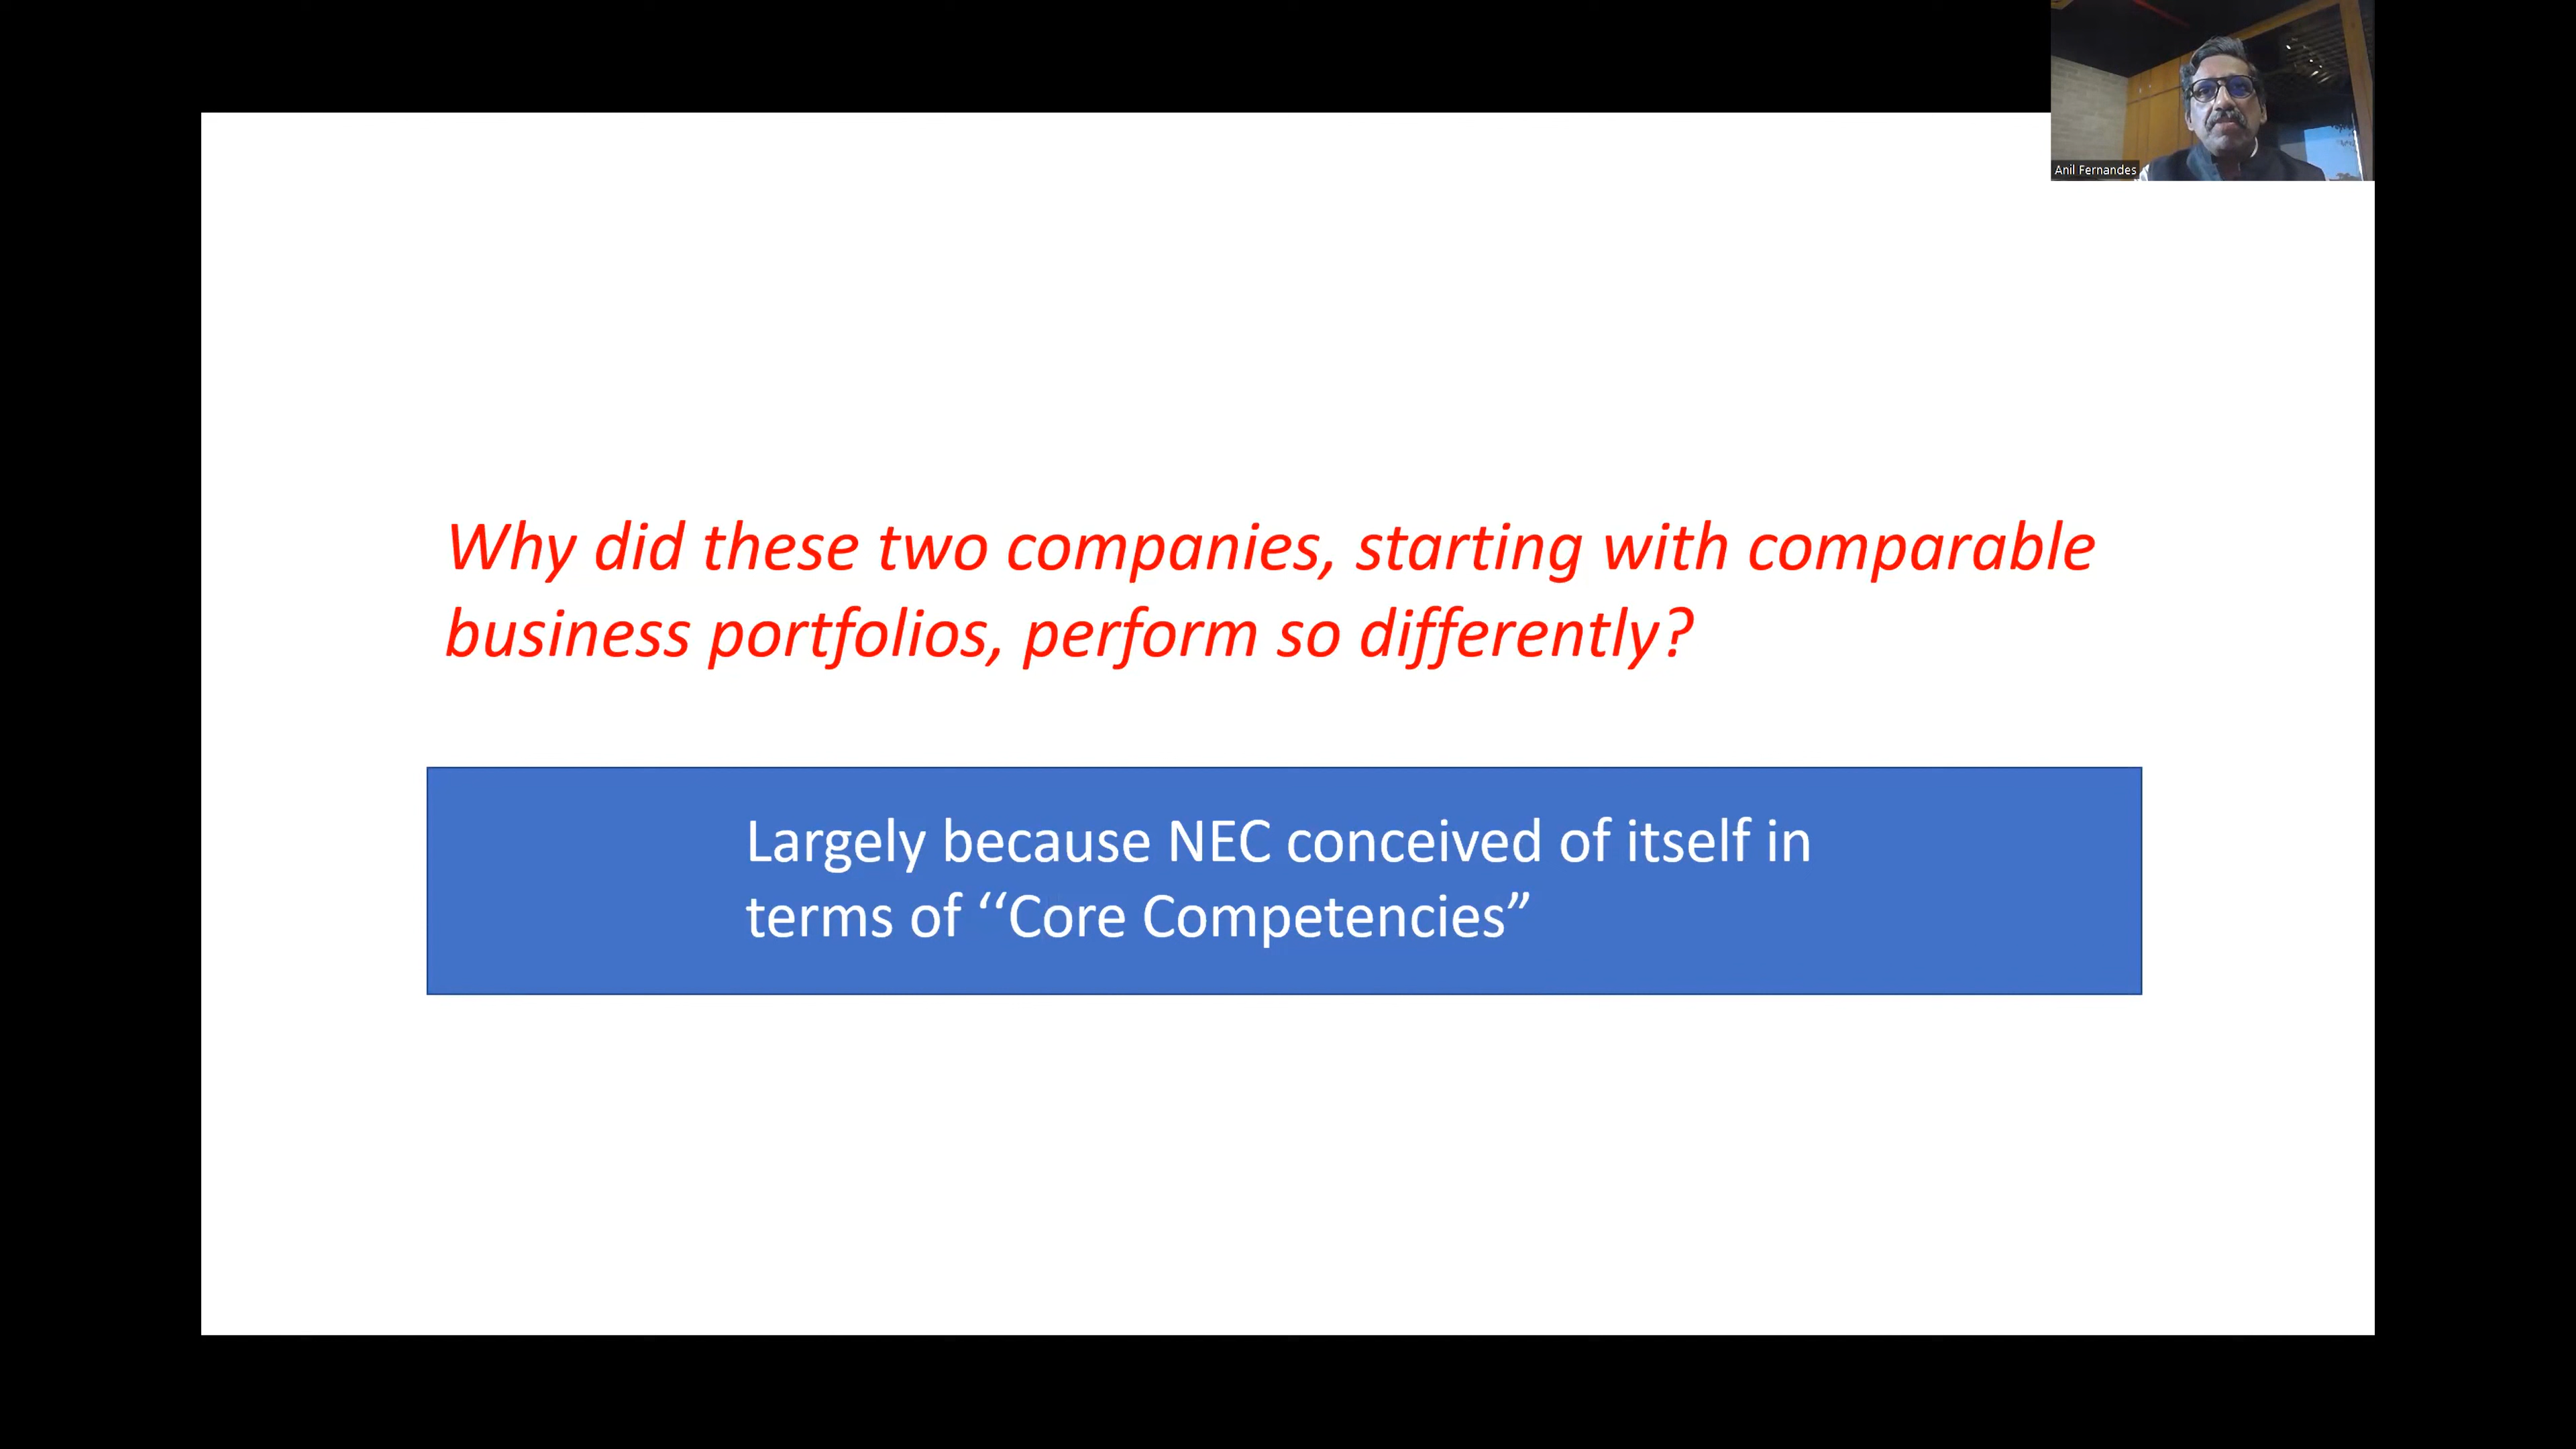 Anil Fernandes
Why did these two companies, starting with comparable
business portfolios, perform so differently?
Largely because NEC conceived of itself in
terms of ‘‘Core Competencies”